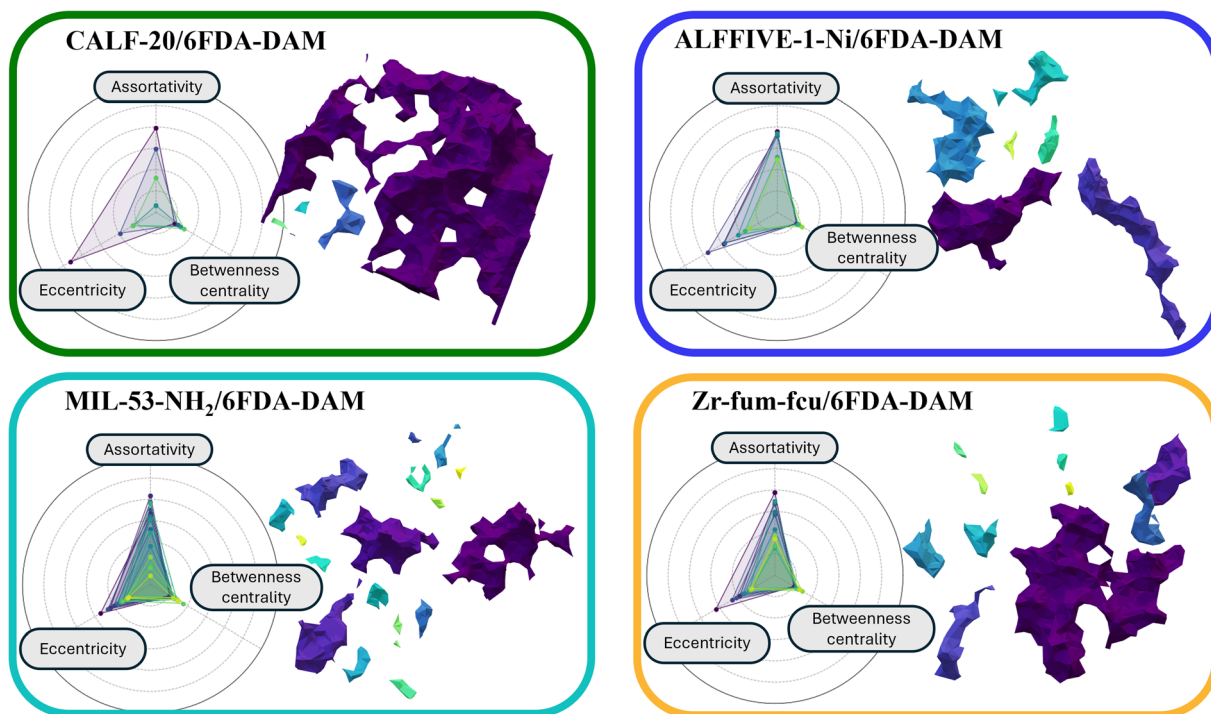 CALF-20/6FDA-DAM
Assortativity
Eccentricity
Betwenness
centrality
ALFFIVE-1-Ni/6FDA-DAM
Assortativity
Betwenness
centrality
Eccentricity
MIL-53-NH₂/6FDA-DAM
Assortativity
Betwenness
centrality
Eccentricity
Zr-fum-fcu/6FDA-DAM
Assortativity
Betweenness
centrality
Eccentricity